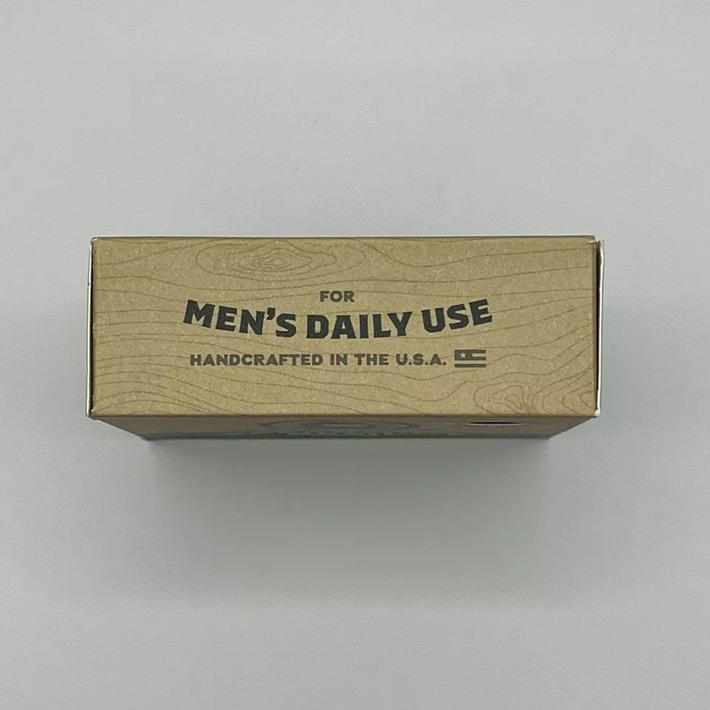 FOR
MEN'S DAILY USE
HANDCRAFTED IN THE U.S.A.